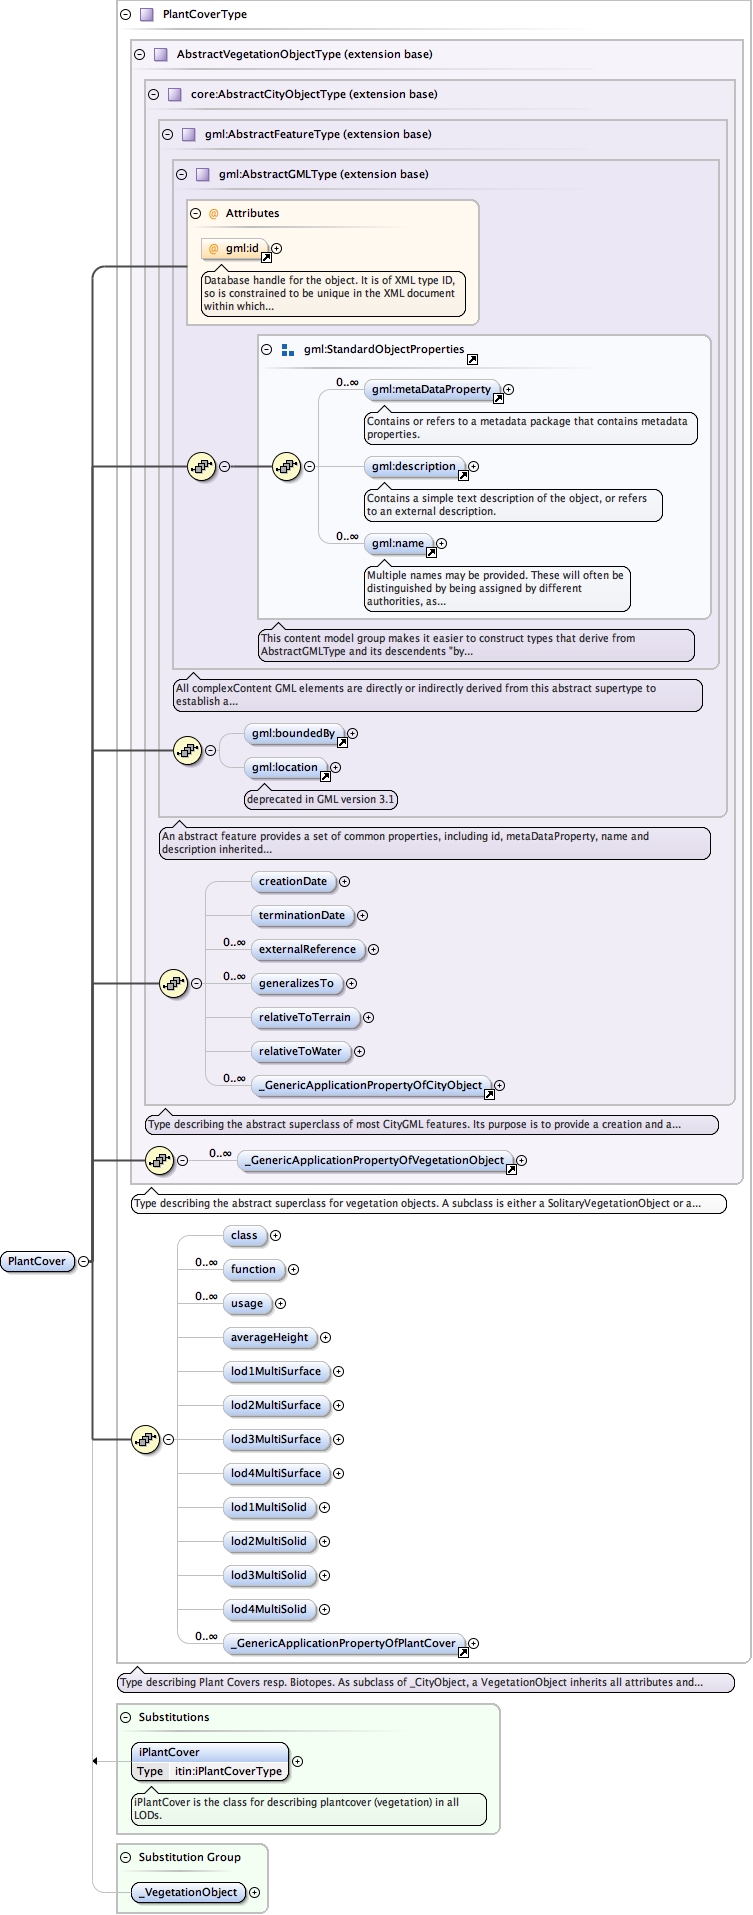 PlantCoverType
AbstractVegetationObjectType (extension base)
core:AbstractCityObjectType (extension base)
gml:AbstractFeatureType (extension base)
gml:AbstractGMLType (extension base)
@ Attributes
@ gml:id
Database handle for the object. It is of XML type ID,
so is constrained to be unique in the XML document
within which...
gml:StandardObjectProperties
0..∞ gml:metaDataProperty
Contains or refers to a metadata package that contains metadata
properties.
gml:description
Contains a simple text description of the object, or refers
to an external description.
0..∞ gml:name
Multiple names may be provided. These will often be
distinguished by being assigned by different
authorities, as...
This content model group makes it easier to construct types that derive from
AbstractGMLType and its descendents "by...
All complexContent GML elements are directly or indirectly derived from this abstract supertype to
establish a...
gml:boundedBy
gml:location
deprecated in GML version 3.1
An abstract feature provides a set of common properties, including id, metaDataProperty, name and
description inherited...
creationDate
terminationDate
0..∞ externalReference
0..∞ generalizesTo
relativeToTerrain
relativeToWater
0..∞ _GenericApplicationPropertyOfCityObject
Type describing the abstract superclass of most CityGML features. Its purpose is to provide a creation and a...
0..∞ _GenericApplicationPropertyOfVegetationObject
Type describing the abstract superclass for vegetation objects. A subclass is either a SolitaryVegetationObject or a...
PlantCover
class
0..∞ function
0..∞ usage
averageHeight
lod1MultiSurface
lod2MultiSurface
lod3MultiSurface
lod4MultiSurface
lod1MultiSolid
lod2MultiSolid
lod3MultiSolid
lod4MultiSolid
0..∞ _GenericApplicationPropertyOfPlantCover
Type describing Plant Covers resp. Biotopes. As subclass of _CityObject, a VegetationObject inherits all attributes and...
Substitutions
iPlantCover
Type itin:iPlantCoverType
iPlantCover is the class for describing plantcover (vegetation) in all
LODs.
Substitution Group
_VegetationObject